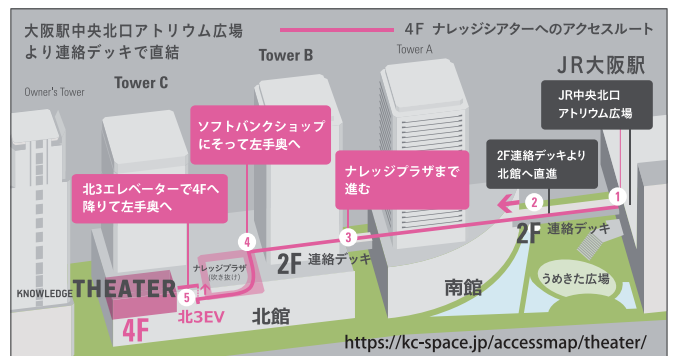 大阪駅中央北口アトリウム広場
より連絡デッキで直結
4F ナレッジシアターへのアクセスルート
Owner's Tower
Tower C
Tower B
Tower A
JR大阪駅
JR中央北口
アトリウム広場
ソフトバンクショップ
にそって左手奥へ
2F連絡デッキより
北館へ直進
ナレッジプラザまで
進む
北3エレベーターで4Fへ
降りて左手奥へ
1
2
3
4
5
2F 連絡デッキ
2F 連絡デッキ
ナレッジプラザ
(吹き抜け)
うめきた広場
KNOWLEDGE THEATER
4F
北3EV
北館
南館
https://kc-space.jp/accessmap/theater/